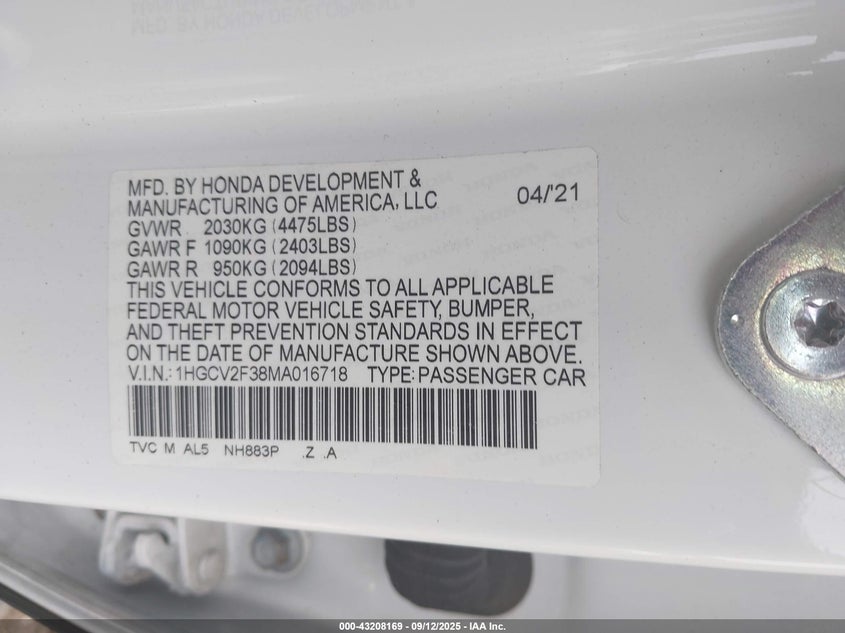 MFD. BY HONDA DEVELOPMENT &
MANUFACTURING OF AMERICA, LLC 04/'21
GVWR 2030KG (4475LBS)
GAWR F 1090KG (2403LBS)
GAWR R 950KG (2094LBS)
THIS VEHICLE CONFORMS TO ALL APPLICABLE
FEDERAL MOTOR VEHICLE SAFETY, BUMPER,
AND THEFT PREVENTION STANDARDS IN EFFECT
ON THE DATE OF MANUFACTURE SHOWN ABOVE.
V.I.N.: 1HGCV2F38MA016718 TYPE: PASSENGER CAR
TVC M AL5 NH883P .Z .A
000-43208169 - 09/12/2025 - IAA Inc.